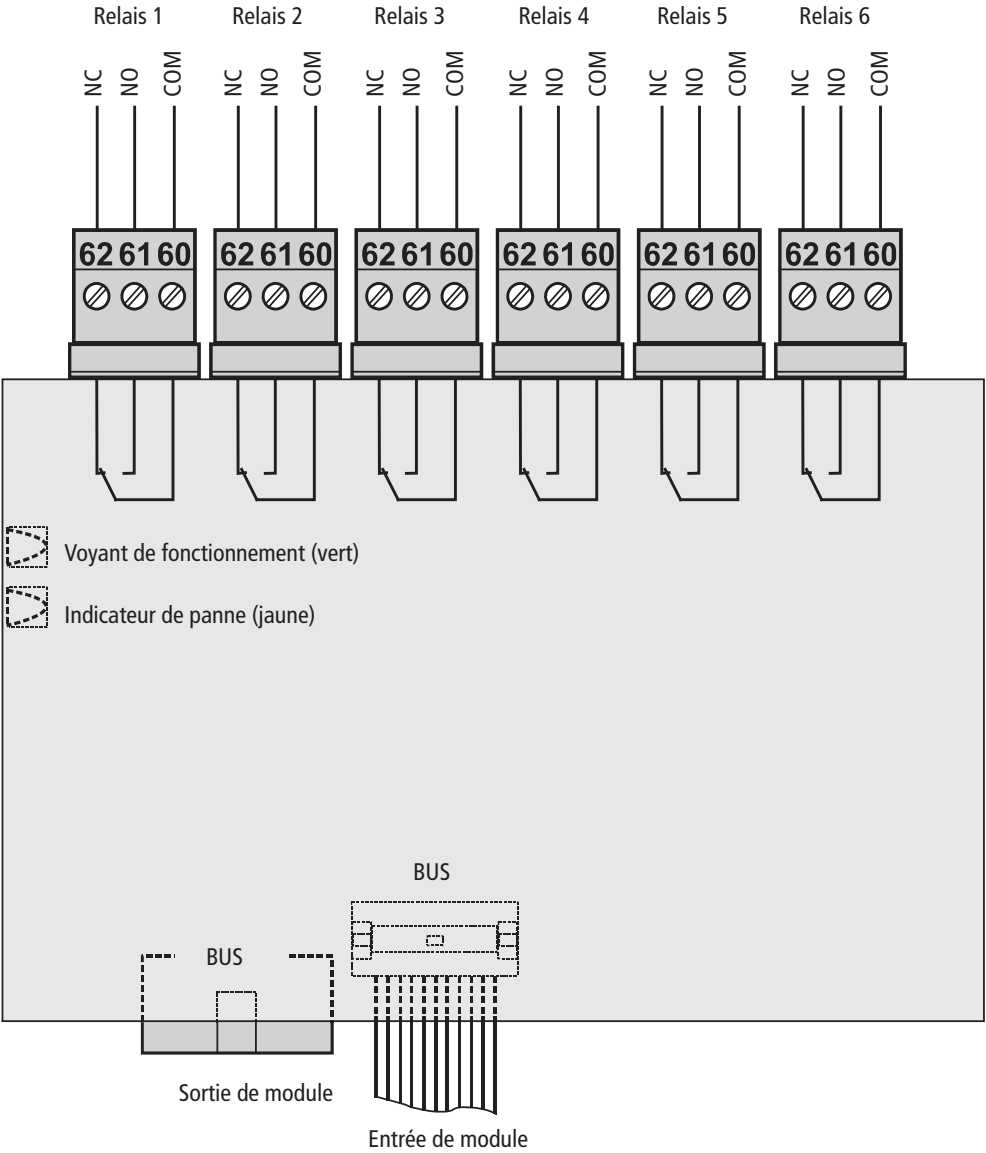 Relais 1 Relais 2 Relais 3 Relais 4 Relais 5 Relais 6
NC NO COM NC NO COM NC NO COM NC NO COM NC NO COM NC NO COM
62 61 60 62 61 60 62 61 60 62 61 60 62 61 60 62 61 60
Voyant de fonctionnement (vert)
Indicateur de panne (jaune)
BUS
BUS
Sortie de module
Entrée de module